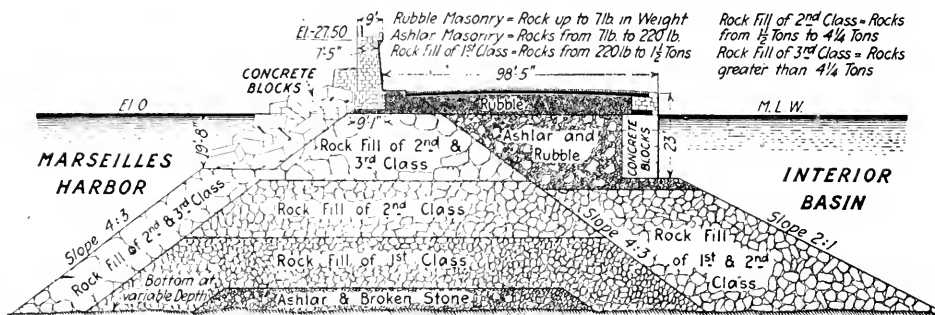 9'
El-27.50
7'-5"
Rubble Masonry = Rock up to 7lb. in Weight
Ashlar Masonry = Rocks from 7lb. to 220 lb.
Rock Fill of 1st Class = Rocks from 220 lb to 1½ Tons
Rock Fill of 2nd Class = Rocks
from 1½ Tons to 4¼ Tons
Rock Fill of 3rd Class = Rocks
greater than 4¼ Tons
98'-5"
CONCRETE
BLOCKS
El 0
M.L.W.
Rubble
19'-8"
9'-1"
Rock Fill of 2nd &
3rd Class
Ashlar and
Rubble
CONCRETE
BLOCKS
23'
MARSEILLES
HARBOR
INTERIOR
BASIN
Slope 4:3
Rock Fill of 2nd & 3rd Class
Rock Fill of 2nd Class
Slope 4:3
Rock Fill
of 1st & 2nd
Class
Slope 2:1
Rock Fill of 1st Class
Bottom at
variable Depth
Ashlar & Broken Stone